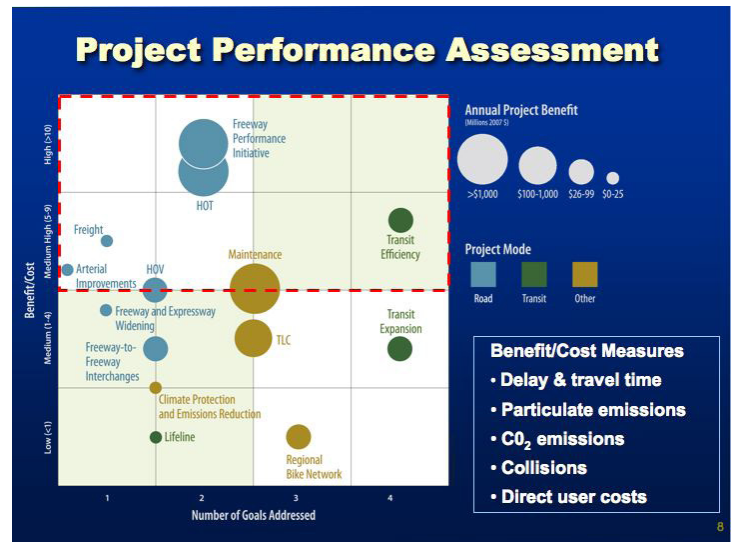 Project Performance Assessment
Benefit/Cost
High (>10)
Medium High (5-9)
Medium (1-4)
Low (<1)
Freeway
Performance
Initiative
HOT
Freight
Arterial
Improvements
HOV
Maintenance
Transit
Efficiency
Freeway and Expressway
Widening
Freeway-to-
Freeway
Interchanges
TLC
Transit
Expansion
Climate Protection
and Emissions Reduction
Lifeline
Regional
Bike Network
1 2 3 4
Number of Goals Addressed
Annual Project Benefit
(Millions 2007 $)
>$1,000 $100-1,000 $26-99 $0-25
Project Mode
Road Transit Other
Benefit/Cost Measures
• Delay & travel time
• Particulate emissions
• C0₂ emissions
• Collisions
• Direct user costs
8